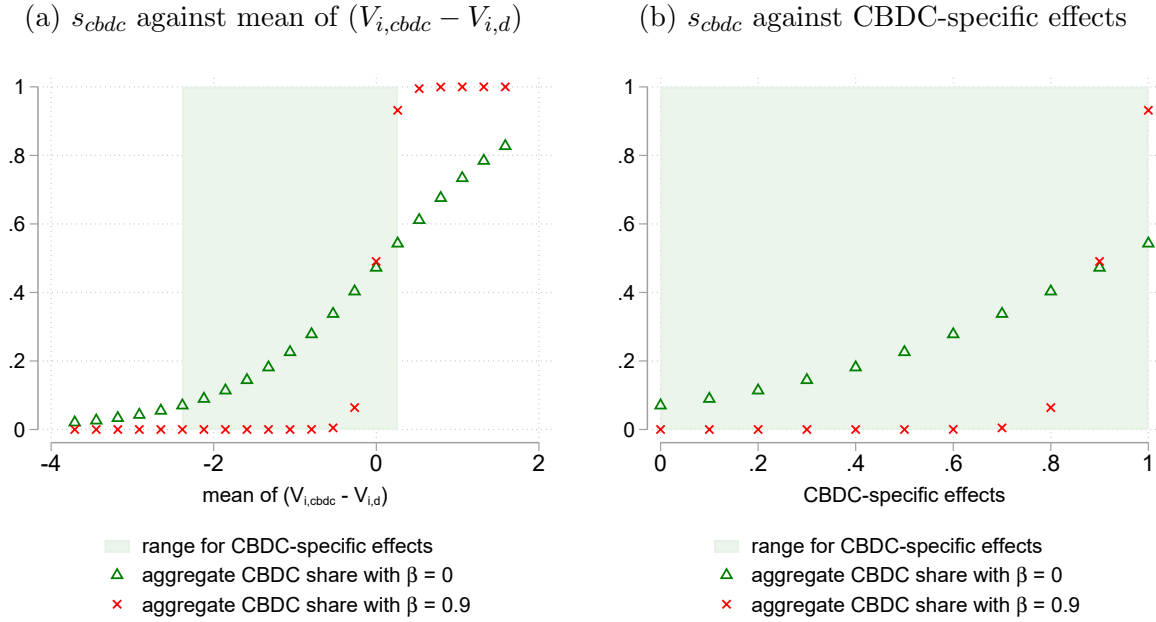 (a) s_cbdc against mean of (V_i,cbdc − V_i,d)
1
.8
.6
.4
.2
0
-4
-2
0
2
mean of (V_i,cbdc - V_i,d)
range for CBDC-specific effects
aggregate CBDC share with β = 0
aggregate CBDC share with β = 0.9
(b) s_cbdc against CBDC-specific effects
1
.8
.6
.4
.2
0
0
.2
.4
.6
.8
1
CBDC-specific effects
range for CBDC-specific effects
aggregate CBDC share with β = 0
aggregate CBDC share with β = 0.9